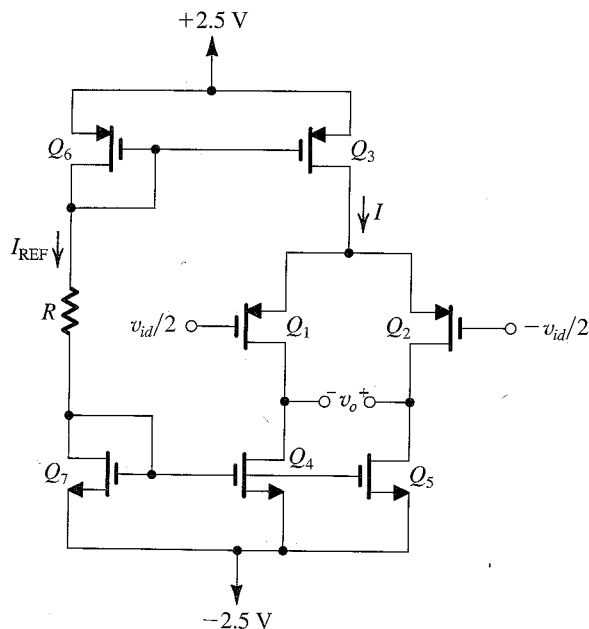 +2.5 V
Q6
Q3
I
IREF
R
vid/2
Q1
Q2
−vid/2
− vo +
Q7
Q4
Q5
−2.5 V